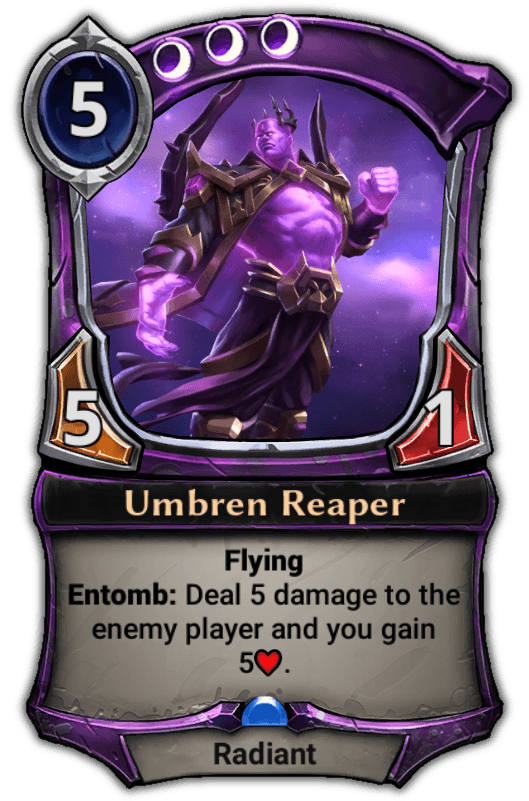 5
5
1
Umbren Reaper
Flying
Entomb: Deal 5 damage to the
enemy player and you gain
5❤.
Radiant